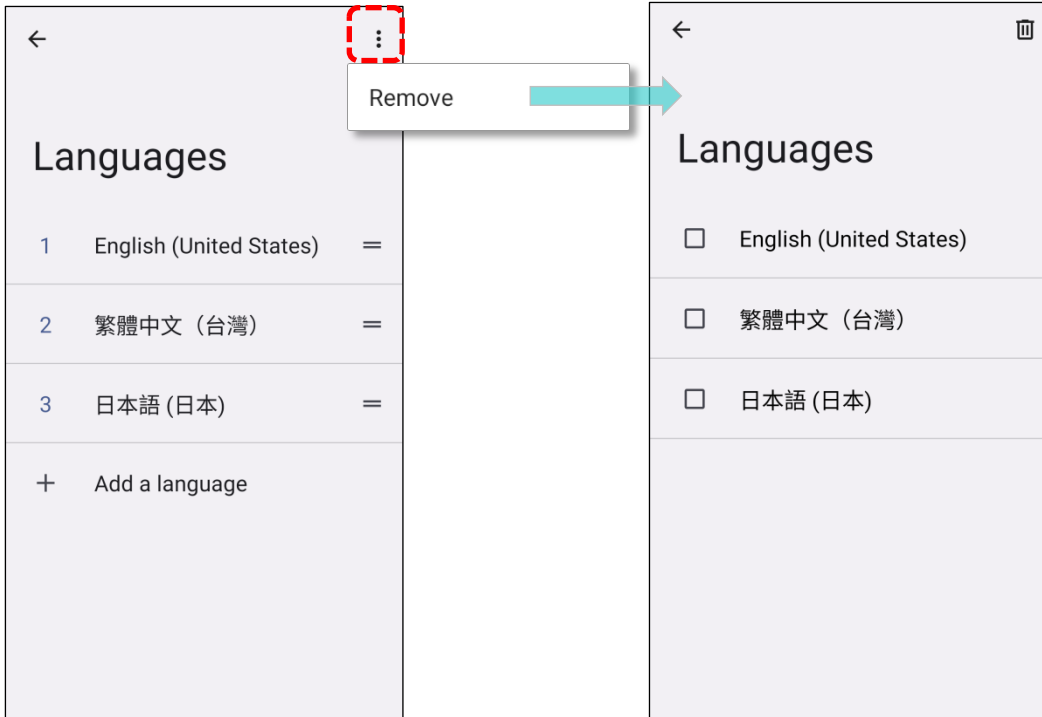 Remove
Languages
1 English (United States)
2 繁體中文（台灣）
3 日本語 (日本)
Add a language
Languages
English (United States)
繁體中文（台灣）
日本語 (日本)